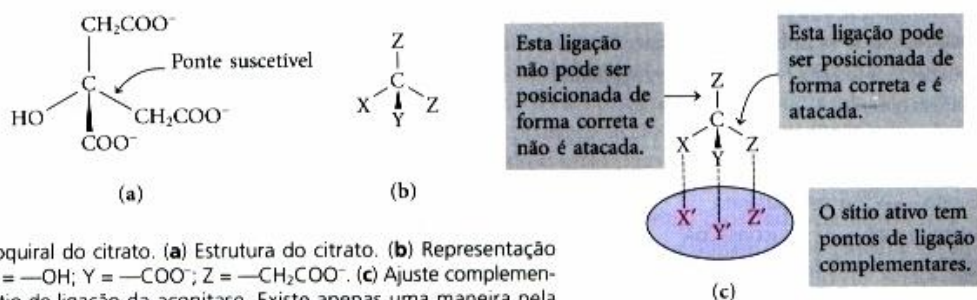 CH₂COO⁻
C
Ponte suscetível
HO
CH₂COO⁻
COO⁻
(a)
Z
C
X
Z
Y
(b)
Esta ligação
não pode ser
posicionada de
forma correta e
não é atacada.
Z
C
X
Y
Z
X′
Y′
Z′
(c)
Esta ligação pode
ser posicionada de
forma correta e é
atacada.
O sítio ativo tem
pontos de ligação
complementares.
do citrato. (a) Estrutura do citrato. (b) Representação
= —OH; Y = —COO⁻; Z = —CH₂COO⁻. (c) Ajuste complemen-
de ligação da aconitase. Existe apenas uma maneira pela